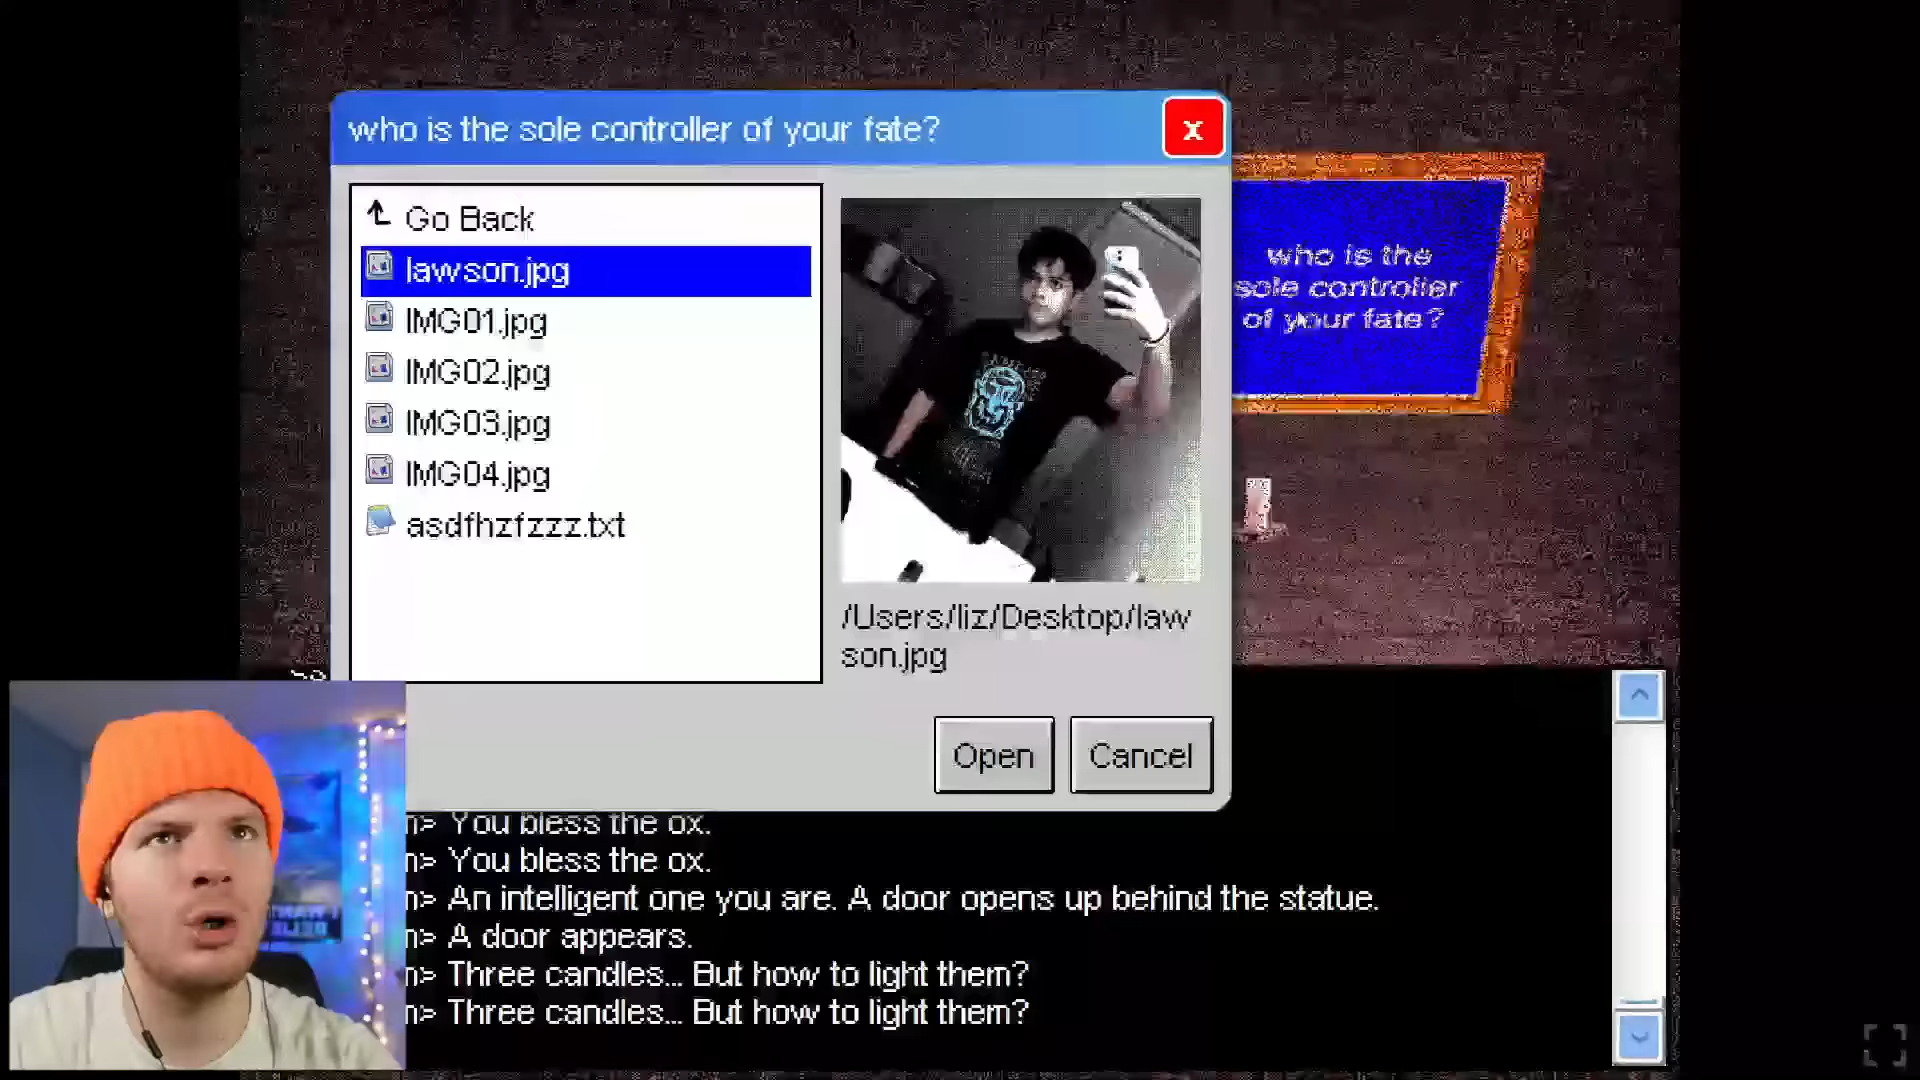 who is the sole controller of your fate?
x
Go Back
lawson.jpg
IMG01.jpg
IMG02.jpg
IMG03.jpg
IMG04.jpg
asdfhzfzzz.txt
/Users/liz/Desktop/law
son.jpg
Open
Cancel
who is the
sole controller
of your fate?
> You bless the ox.
> You bless the ox.
> An intelligent one you are. A door opens up behind the statue.
> A door appears.
> Three candles... But how to light them?
> Three candles... But how to light them?